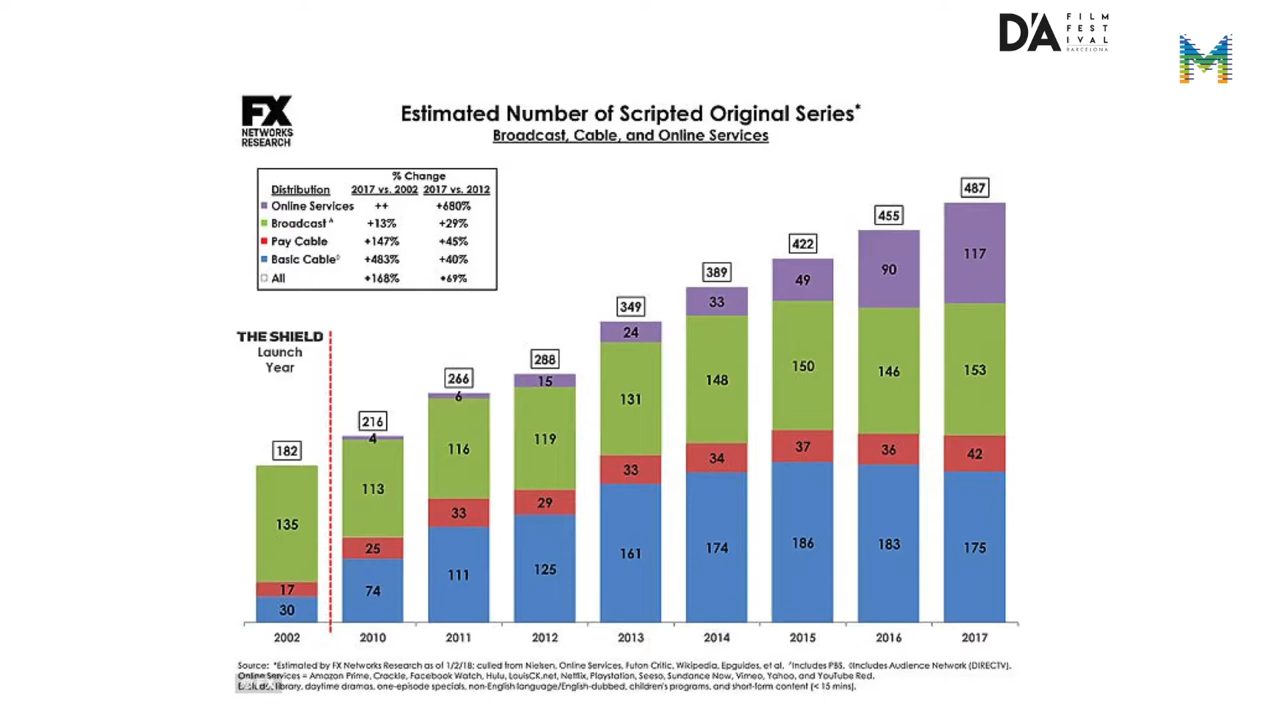 D'A FILM FESTIVAL BARCELONA
M
FX
NETWORKS
RESEARCH
Estimated Number of Scripted Original Series*
Broadcast, Cable, and Online Services
% Change
Distribution 2017 vs. 2002 2017 vs. 2012
Online Services ++ +680%
Broadcast ^ +13% +29%
Pay Cable +147% +45%
Basic Cable◊ +483% +40%
All +168% +69%
THE SHIELD
Launch
Year
182
135
17
30
216
4
113
25
74
266
6
116
33
111
288
15
119
29
125
349
24
131
33
161
389
33
148
34
174
422
49
150
37
186
455
90
146
36
183
487
117
153
42
175
2002 2010 2011 2012 2013 2014 2015 2016 2017
Source: *Estimated by FX Networks Research as of 1/2/18; culled from Nielsen, Online Services, Futon Critic, Wikipedia, Epguides, et al. ^Includes PBS. ◊Includes Audience Network (DIRECTV).
Online Services = Amazon Prime, Crackle, Facebook Watch, Hulu, LouisCK.net, Netflix, Playstation, Seeso, Sundance Now, Vimeo, Yahoo, and YouTube Red.
library, daytime dramas, one-episode specials, non-English language/English-dubbed, children's programs, and short-form content (< 15 mins).